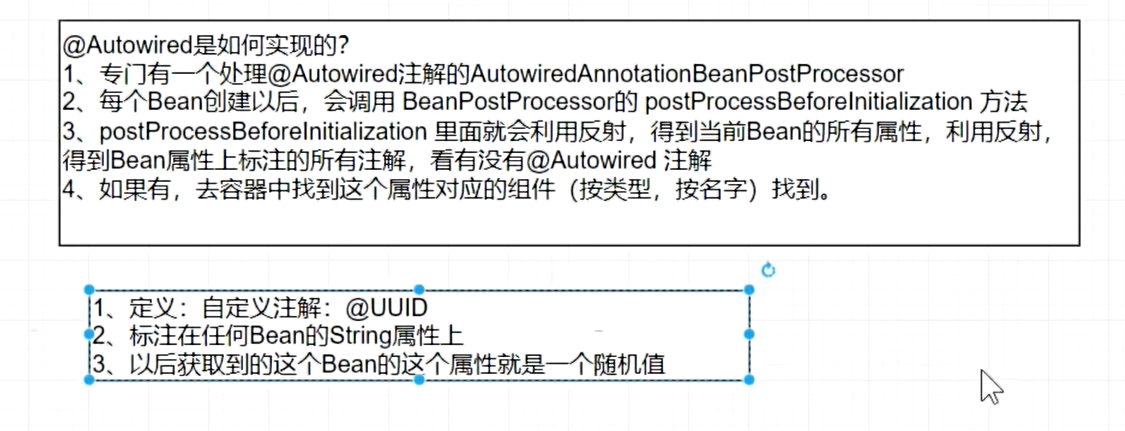 @Autowired是如何实现的?
1、专门有一个处理@Autowired注解的AutowiredAnnotationBeanPostProcessor
2、每个Bean创建以后，会调用 BeanPostProcessor的 postProcessBeforeInitialization 方法
3、postProcessBeforeInitialization 里面就会利用反射，得到当前Bean的所有属性，利用反射，
得到Bean属性上标注的所有注解，看有没有@Autowired 注解
4、如果有，去容器中找到这个属性对应的组件（按类型，按名字）找到。
1、定义：自定义注解：@UUID
2、标注在任何Bean的String属性上
3、以后获取到的这个Bean的这个属性就是一个随机值